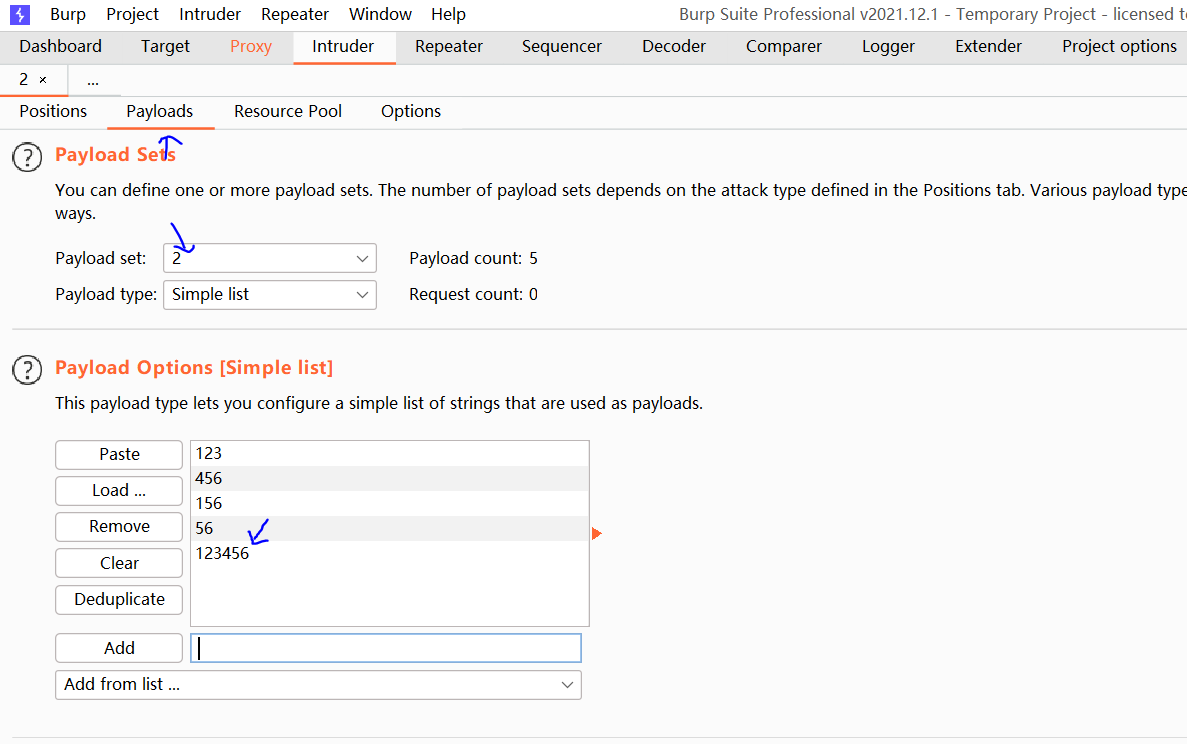 Burp Project Intruder Repeater Window Help Burp Suite Professional v2021.12.1 - Temporary Project - licensed t
Dashboard Target Proxy Intruder Repeater Sequencer Decoder Comparer Logger Extender Project options
2 × ...
Positions Payloads Resource Pool Options
? Payload Sets
You can define one or more payload sets. The number of payload sets depends on the attack type defined in the Positions tab. Various payload type
ways.
Payload set: 2 Payload count: 5
Payload type: Simple list Request count: 0
? Payload Options [Simple list]
This payload type lets you configure a simple list of strings that are used as payloads.
Paste 123
456
Load ... 156
Remove 56
Clear 123456
Deduplicate
Add
Add from list ...